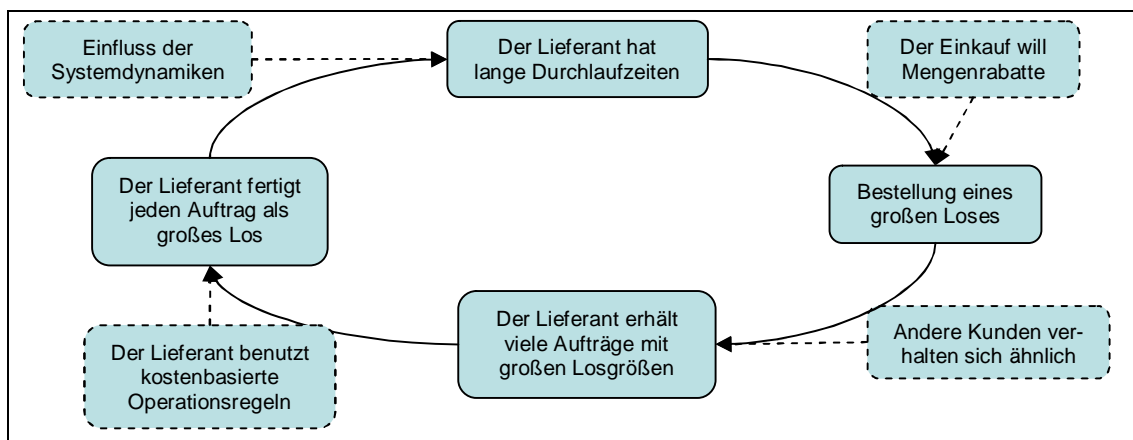 Einfluss der
Systemdynamiken
Der Lieferant hat
lange Durchlaufzeiten
Der Einkauf will
Mengenrabatte
Der Lieferant fertigt
jeden Auftrag als
großes Los
Bestellung eines
großen Loses
Der Lieferant benutzt
kostenbasierte
Operationsregeln
Der Lieferant erhält
viele Aufträge mit
großen Losgrößen
Andere Kunden ver-
halten sich ähnlich